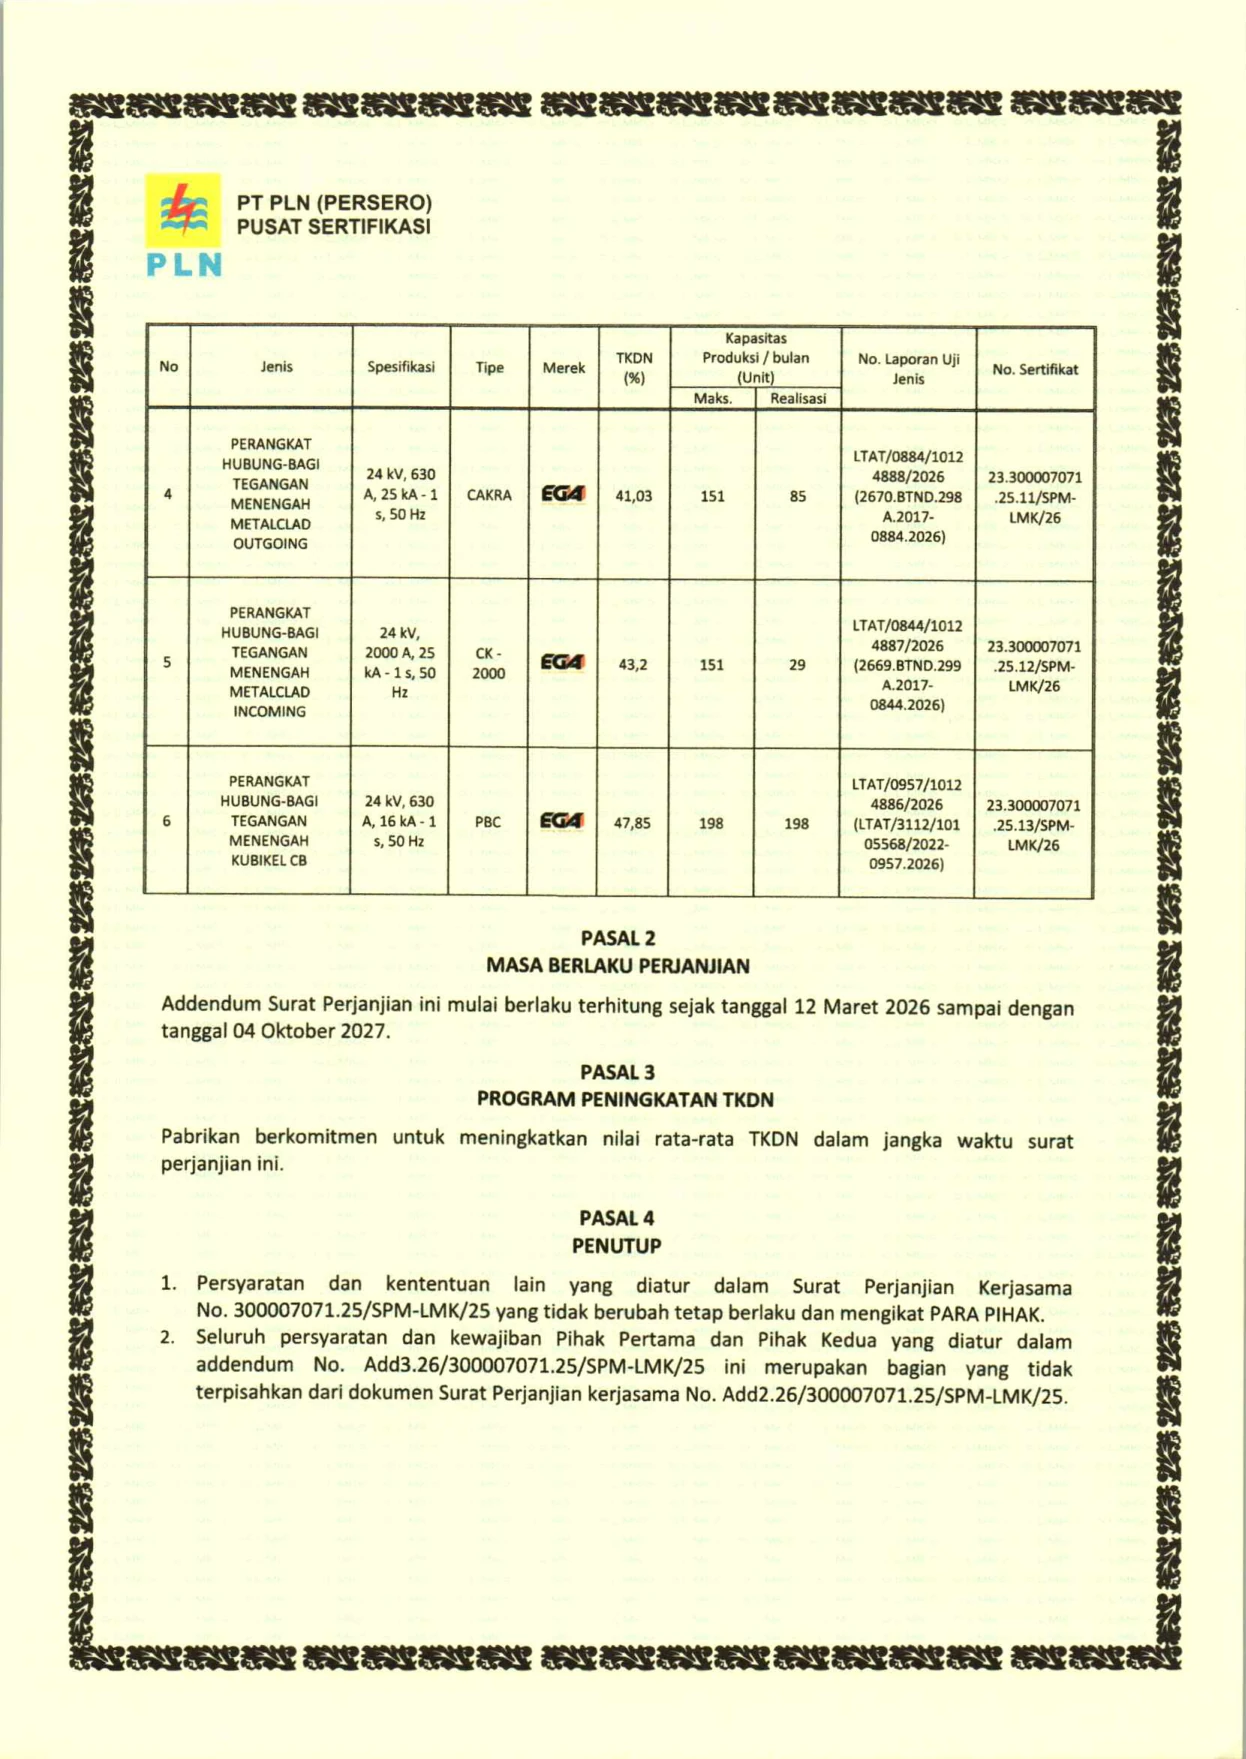 PT PLN (PERSERO)
PUSAT SERTIFIKASI
PLN
No
Jenis
Spesifikasi
Tipe
Merek
TKDN
(%)
Kapasitas
Produksi / bulan
(Unit)
Maks.
Realisasi
No. Laporan Uji
Jenis
No. Sertifikat
4
PERANGKAT
HUBUNG-BAGI
TEGANGAN
MENENGAH
METALCLAD
OUTGOING
24 kV, 630
A, 25 kA - 1
s, 50 Hz
CAKRA
EGA
41,03
151
85
LTAT/0884/1012
4888/2026
(2670.BTND.298
A.2017-
0884.2026)
23.300007071
.25.11/SPM-
LMK/26
5
PERANGKAT
HUBUNG-BAGI
TEGANGAN
MENENGAH
METALCLAD
INCOMING
24 kV,
2000 A, 25
kA - 1 s, 50
Hz
CK -
2000
EGA
43,2
151
29
LTAT/0844/1012
4887/2026
(2669.BTND.299
A.2017-
0844.2026)
23.300007071
.25.12/SPM-
LMK/26
6
PERANGKAT
HUBUNG-BAGI
TEGANGAN
MENENGAH
KUBIKEL CB
24 kV, 630
A, 16 kA - 1
s, 50 Hz
PBC
EGA
47,85
198
198
LTAT/0957/1012
4886/2026
(LTAT/3112/101
05568/2022-
0957.2026)
23.300007071
.25.13/SPM-
LMK/26
PASAL 2
MASA BERLAKU PERJANJIAN
Addendum Surat Perjanjian ini mulai berlaku terhitung sejak tanggal 12 Maret 2026 sampai dengan
tanggal 04 Oktober 2027.
PASAL 3
PROGRAM PENINGKATAN TKDN
Pabrikan berkomitmen untuk meningkatkan nilai rata-rata TKDN dalam jangka waktu surat
perjanjian ini.
PASAL 4
PENUTUP
1. Persyaratan dan kententuan lain yang diatur dalam Surat Perjanjian Kerjasama
No. 300007071.25/SPM-LMK/25 yang tidak berubah tetap berlaku dan mengikat PARA PIHAK.
2. Seluruh persyaratan dan kewajiban Pihak Pertama dan Pihak Kedua yang diatur dalam
addendum No. Add3.26/300007071.25/SPM-LMK/25 ini merupakan bagian yang tidak
terpisahkan dari dokumen Surat Perjanjian kerjasama No. Add2.26/300007071.25/SPM-LMK/25.